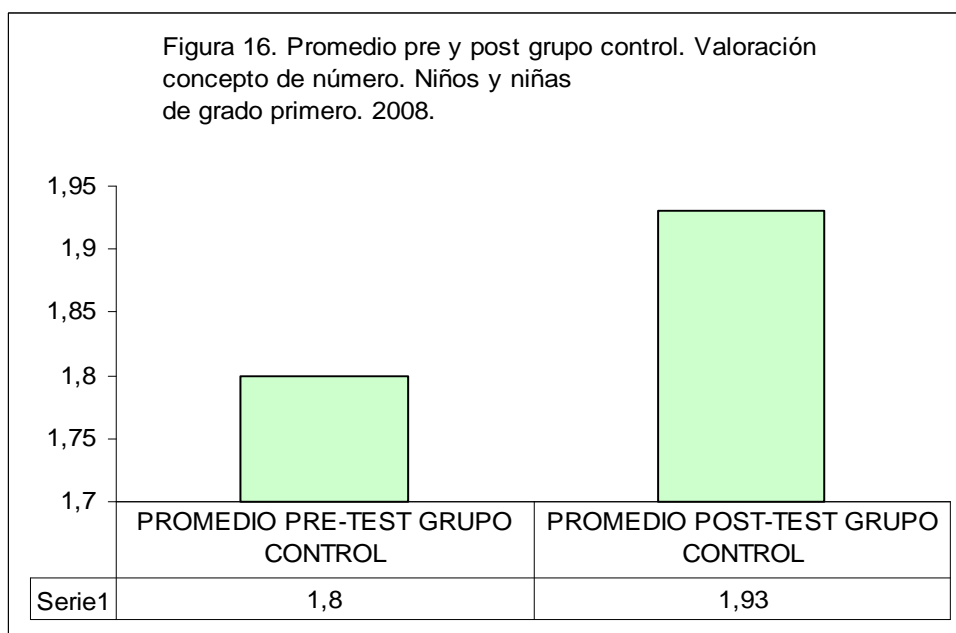 Figura 16. Promedio pre y post grupo control. Valoración
concepto de número. Niños y niñas
de grado primero. 2008.
1,95
1,9
1,85
1,8
1,75
1,7
PROMEDIO PRE-TEST GRUPO
CONTROL
PROMEDIO POST-TEST GRUPO
CONTROL
Serie1 1,8 1,93